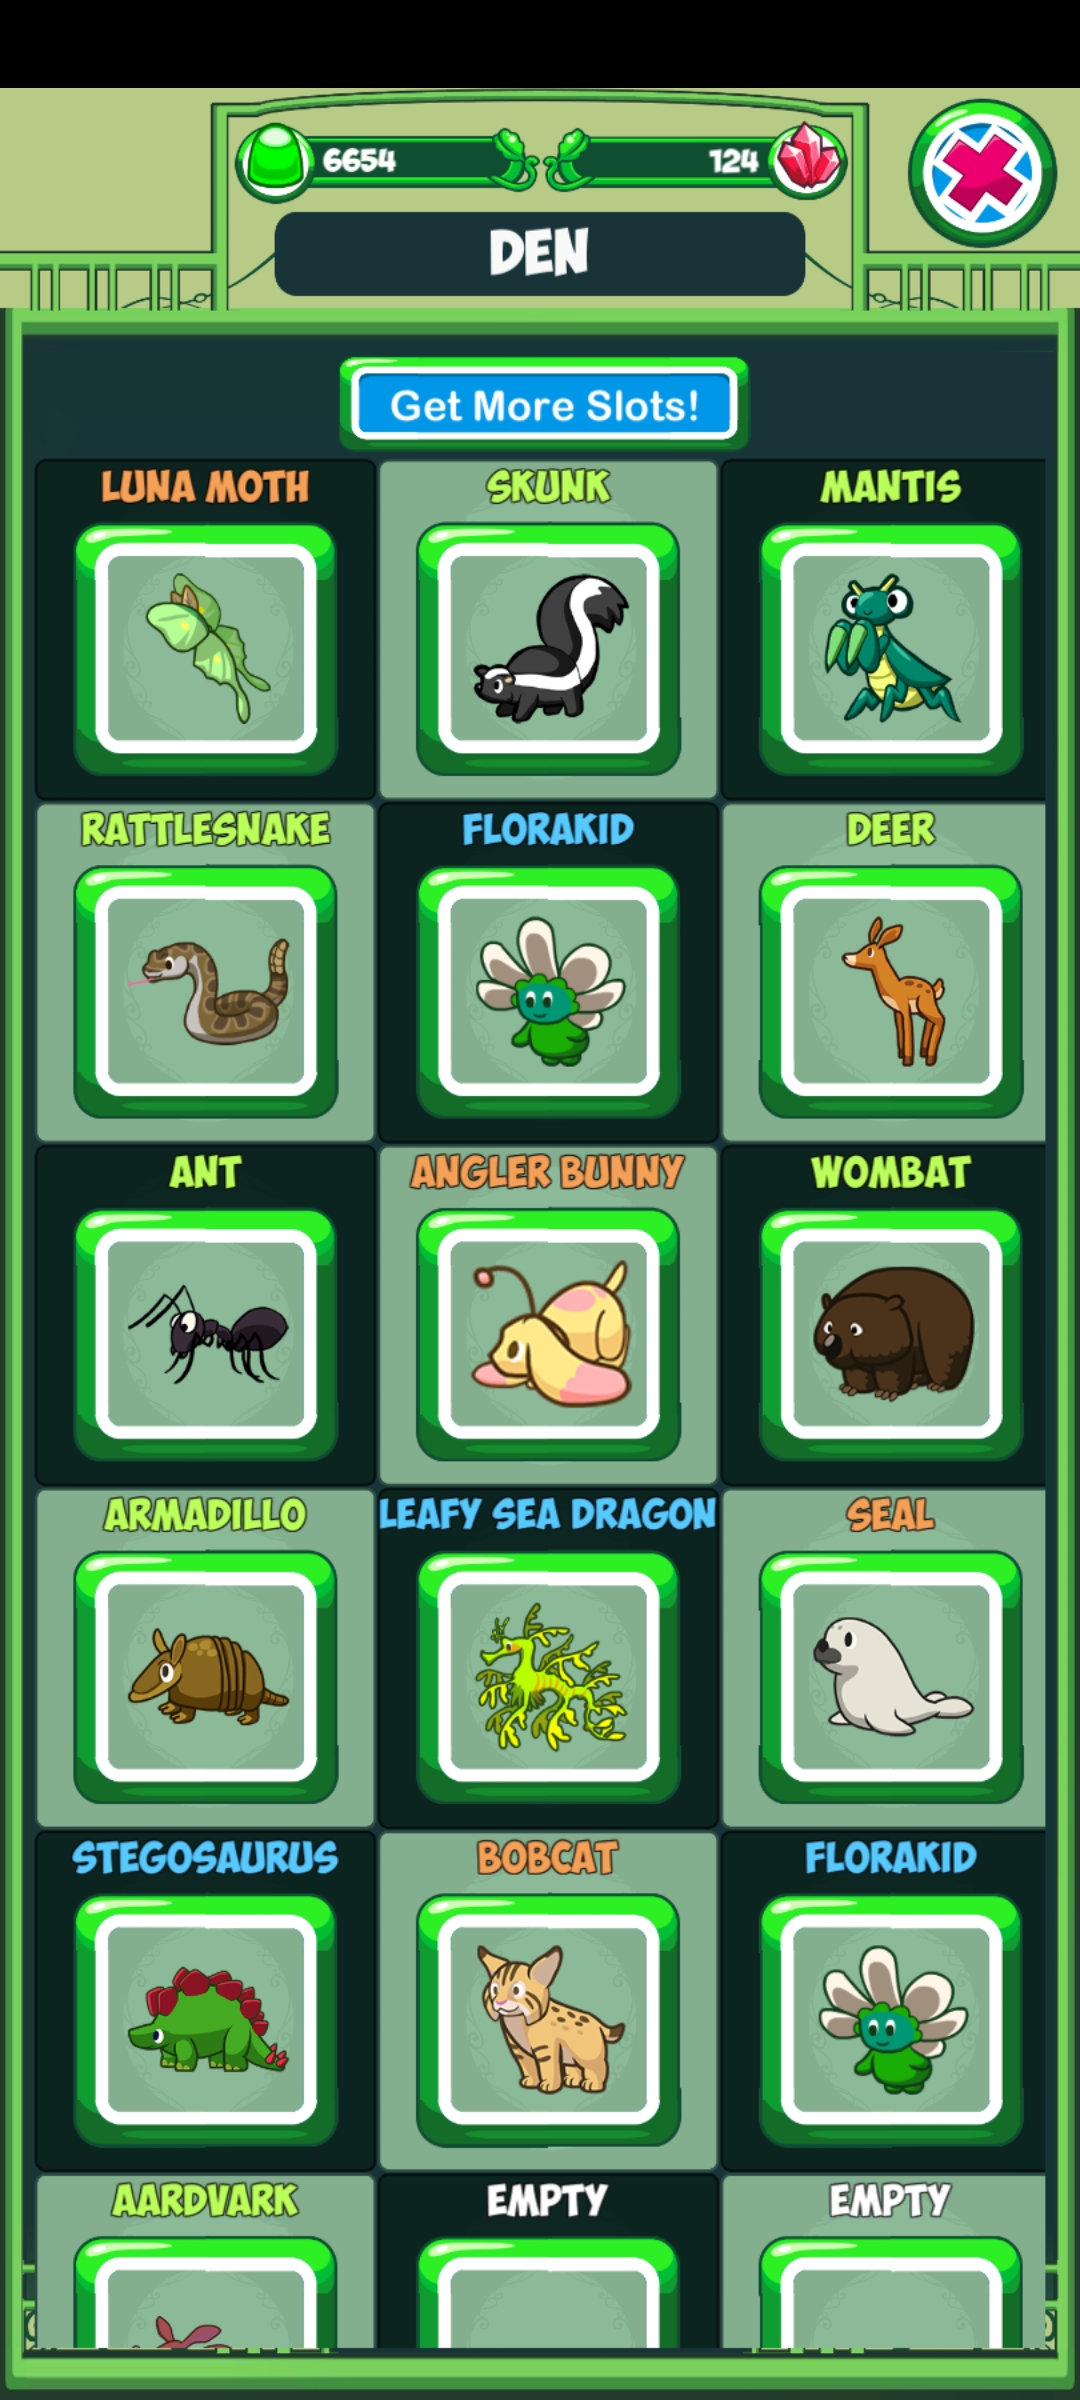 6654
124
DEN
Get More Slots!
LUNA MOTH
SKUNK
MANTIS
RATTLESNAKE
FLORAKID
DEER
ANT
ANGLER BUNNY
WOMBAT
ARMADILLO
LEAFY SEA DRAGON
SEAL
STEGOSAURUS
BOBCAT
FLORAKID
AARDVARK
EMPTY
EMPTY